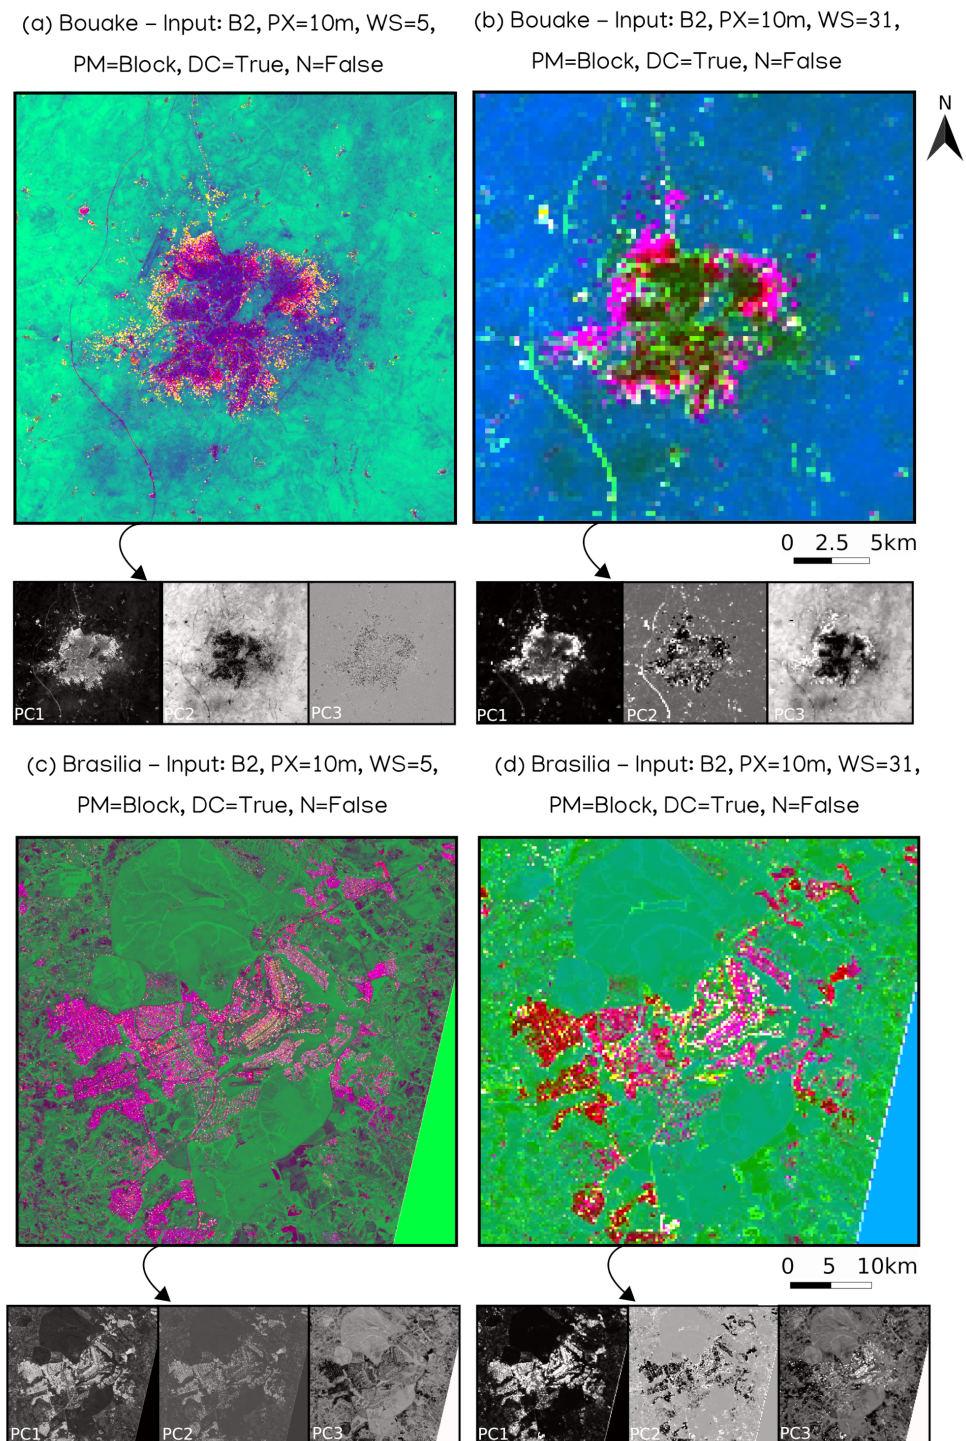 (a) Bouake – Input: B2, PX=10m, WS=5,
PM=Block, DC=True, N=False
(b) Bouake – Input: B2, PX=10m, WS=31,
PM=Block, DC=True, N=False
N
0 2.5 5km
PC1 PC2 PC3
PC1 PC2 PC3
(c) Brasilia – Input: B2, PX=10m, WS=5,
PM=Block, DC=True, N=False
(d) Brasilia – Input: B2, PX=10m, WS=31,
PM=Block, DC=True, N=False
0 5 10km
PC1 PC2 PC3
PC1 PC2 PC3